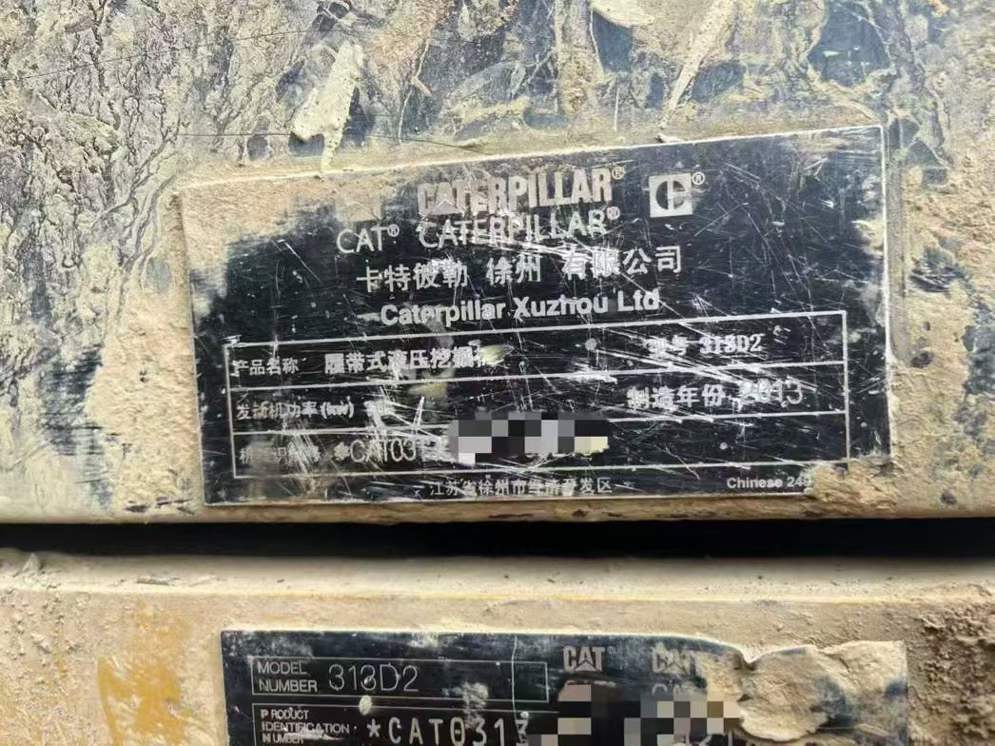 CATERPILLAR®
CAT® CATERPILLAR®
卡特彼勒 徐州 有限公司
Caterpillar Xuzhou Ltd
产品名称 履带式液压挖掘 型号 313D2
发动机功率(kw) 制造年份 2013
*CAT031
江苏省徐州市经济开发区
Chinese 24
CAT
MODEL
NUMBER 313D2
PRODUCT
IDENTIFICATION
NUMBER *CAT0313